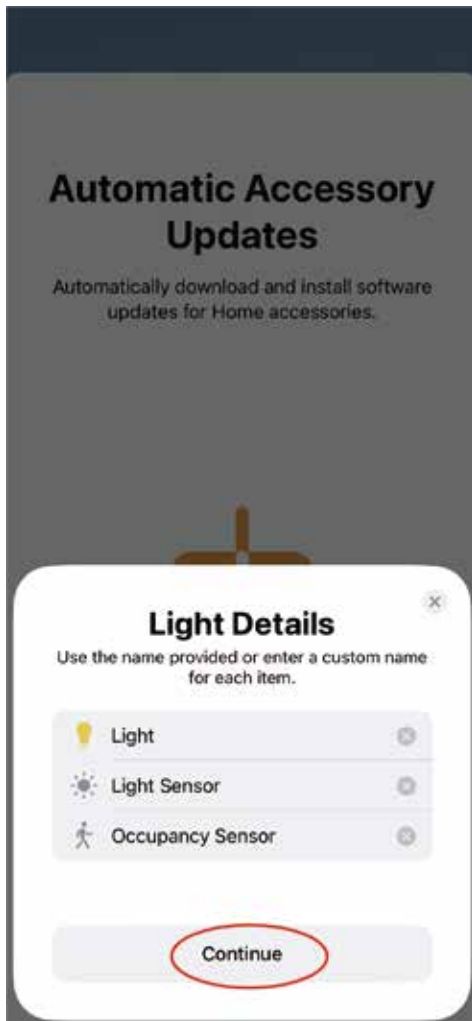 Automatic Accessory
Updates
Automatically download and install software
updates for Home accessories.
Light Details
Use the name provided or enter a custom name
for each item.
Light
Light Sensor
Occupancy Sensor
Continue